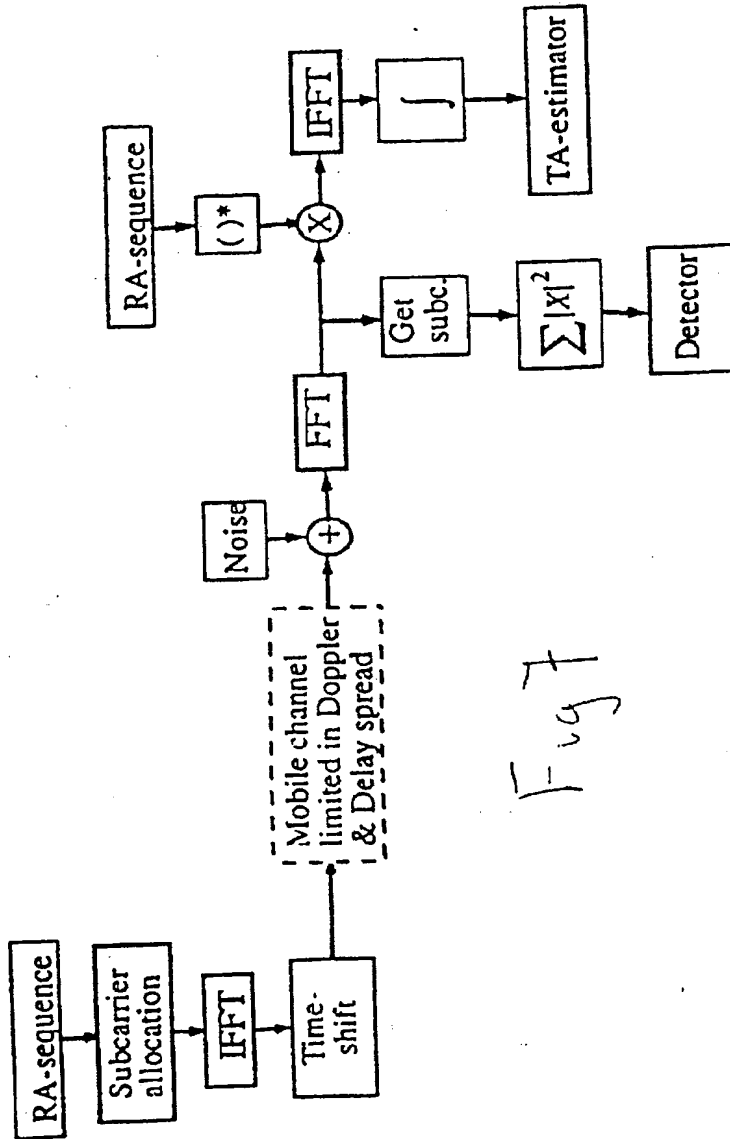 RA-sequence
Subcarrier
allocation
IFFT
Time-
shift
Mobile channel
limited in Doppler
& Delay spread
Noise
+
FFT
RA-sequence
( )*
X
IFFT
∫
TA-estimator
Get
subc.
∑|X|²
Detector
Fig 7